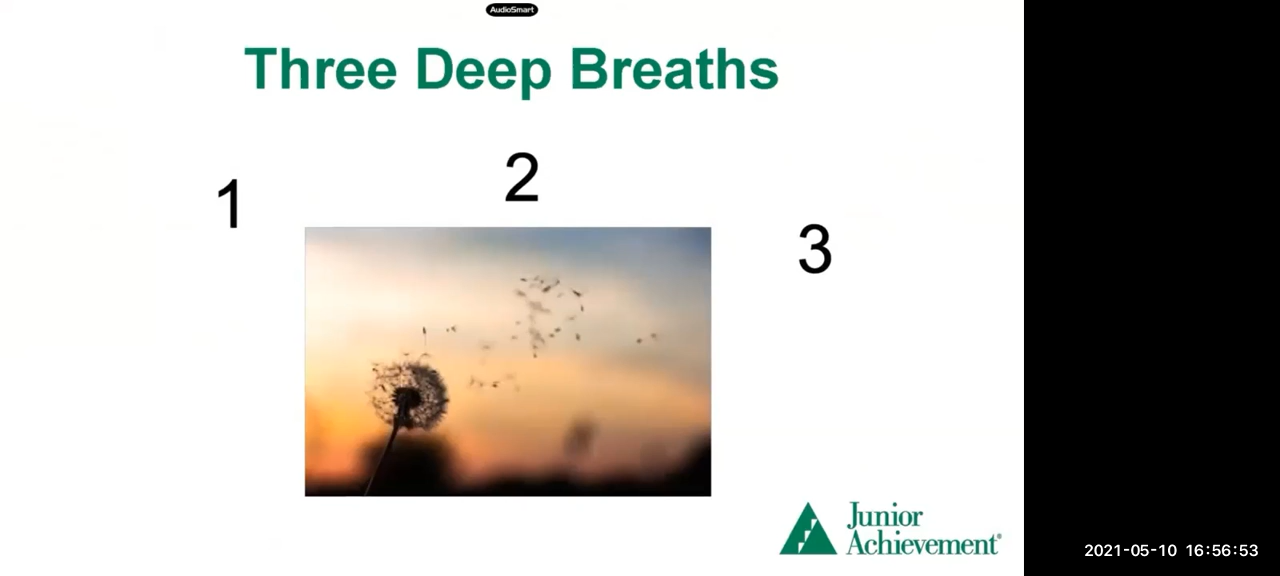 AudioSmart
Three Deep Breaths
1
2
3
Junior
Achievement®
2021-05-10 16:56:53